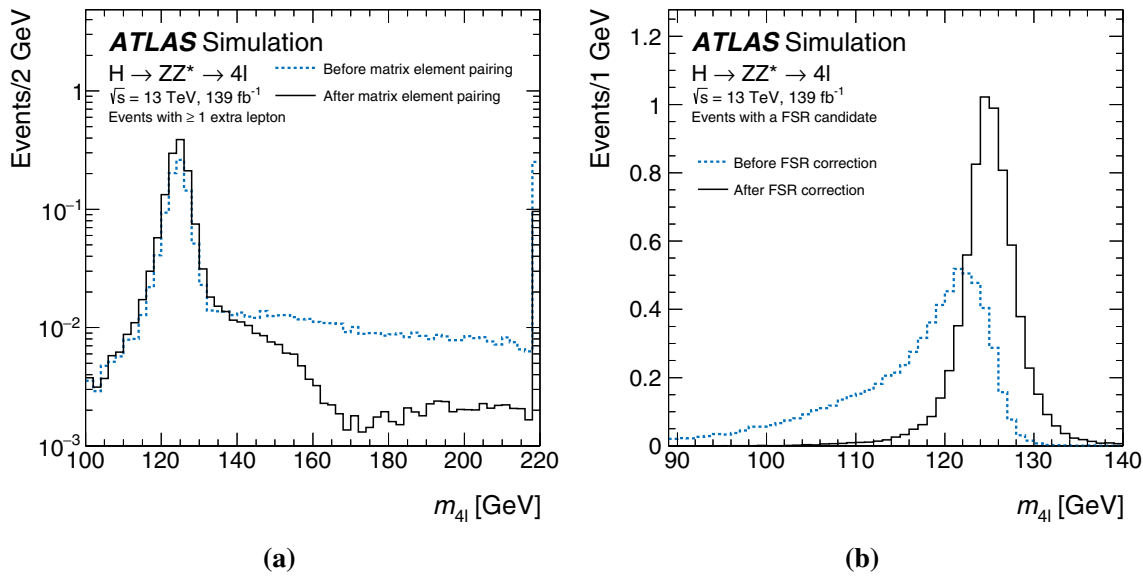 Events/2 GeV
ATLAS Simulation
H → ZZ* → 4l
√s = 13 TeV, 139 fb⁻¹
Events with ≥ 1 extra lepton
Before matrix element pairing
After matrix element pairing
1
10⁻¹
10⁻²
10⁻³
100 120 140 160 180 200 220
m4l [GeV]
(a)
Events/1 GeV
ATLAS Simulation
H → ZZ* → 4l
√s = 13 TeV, 139 fb⁻¹
Events with a FSR candidate
Before FSR correction
After FSR correction
1.2
1
0.8
0.6
0.4
0.2
0
90 100 110 120 130 140
m4l [GeV]
(b)